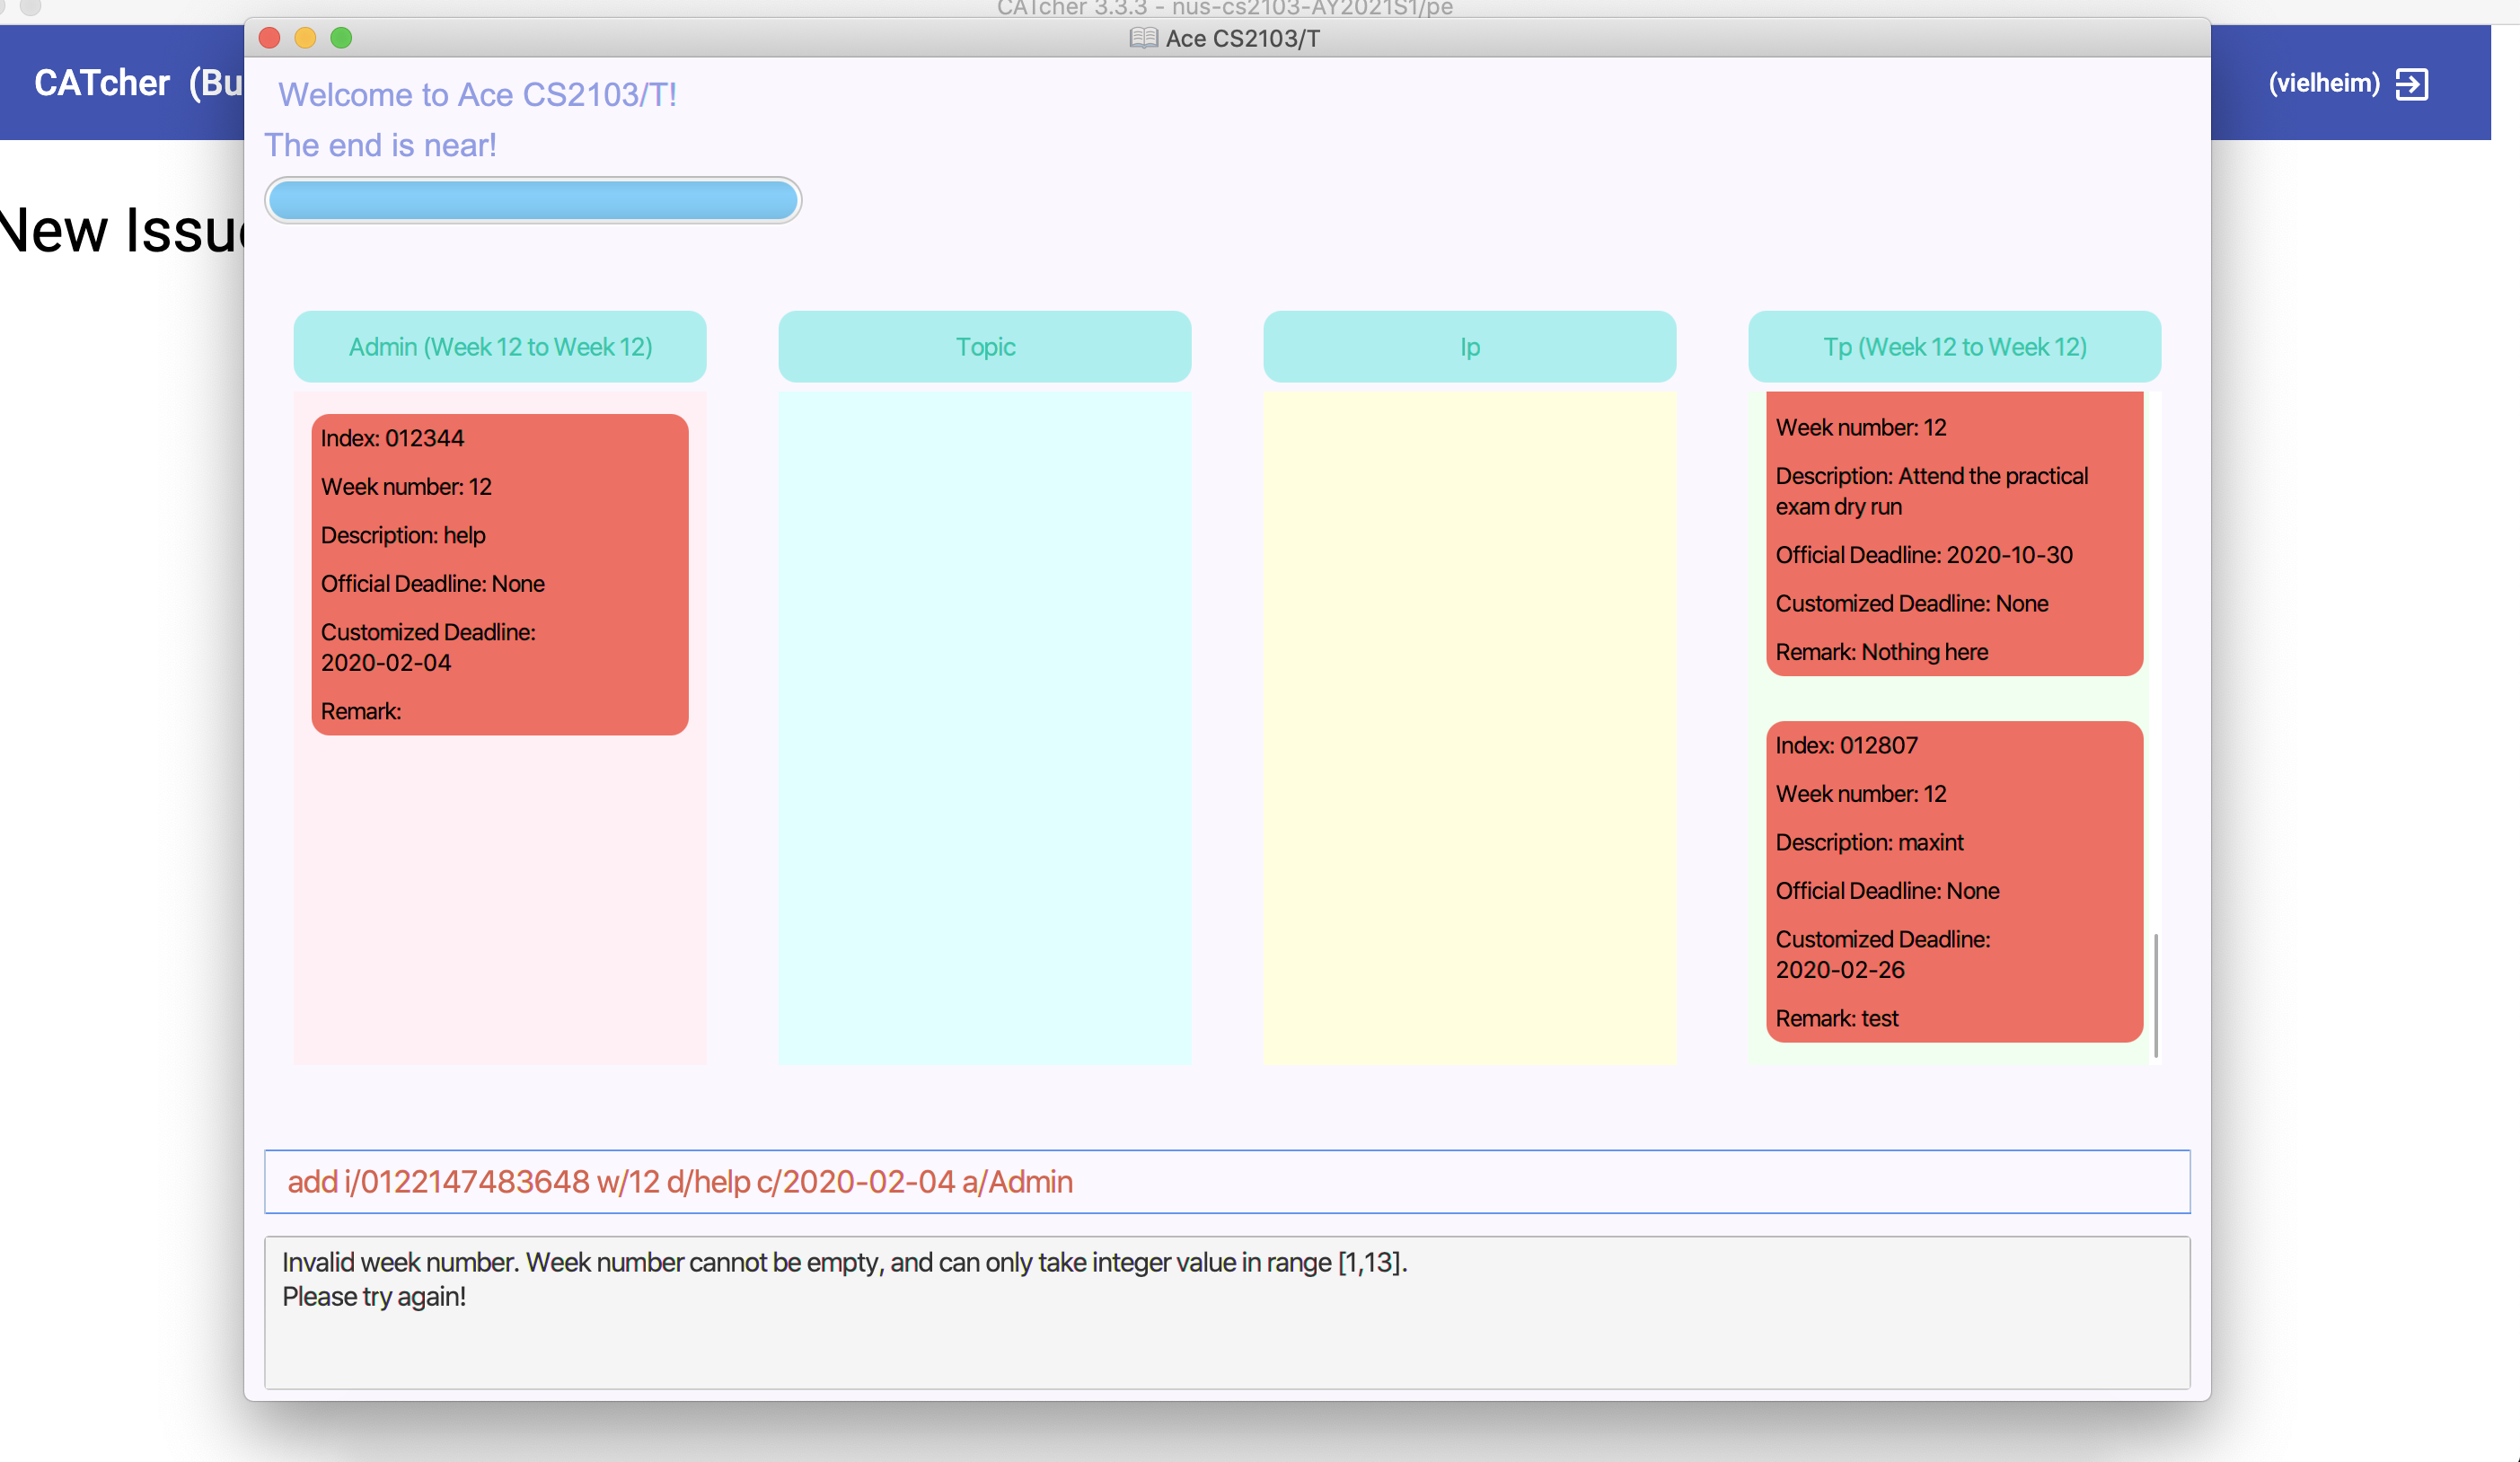 CATcher 3.3.3 - nus-cs2103-AY2021S1/pe
Ace CS2103/T
CATcher (Bu
(vielheim)
New Issue
Welcome to Ace CS2103/T!
The end is near!
Admin (Week 12 to Week 12)
Index: 012344
Week number: 12
Description: help
Official Deadline: None
Customized Deadline:
2020-02-04
Remark:
Topic
Ip
Tp (Week 12 to Week 12)
Week number: 12
Description: Attend the practical
exam dry run
Official Deadline: 2020-10-30
Customized Deadline: None
Remark: Nothing here
Index: 012807
Week number: 12
Description: maxint
Official Deadline: None
Customized Deadline:
2020-02-26
Remark: test
add i/0122147483648 w/12 d/help c/2020-02-04 a/Admin
Invalid week number. Week number cannot be empty, and can only take integer value in range [1,13].
Please try again!